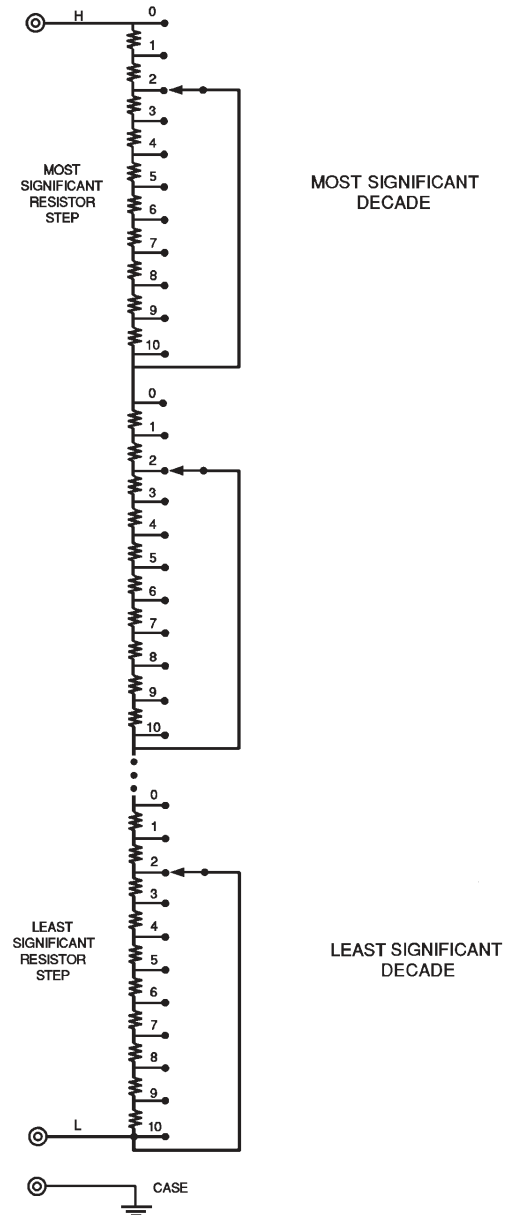 H
0
1
2
3
4
5
6
7
8
9
10
MOST
SIGNIFICANT
RESISTOR
STEP
MOST SIGNIFICANT
DECADE
0
1
2
3
4
5
6
7
8
9
10
0
1
2
3
4
5
6
7
8
9
10
LEAST
SIGNIFICANT
RESISTOR
STEP
LEAST SIGNIFICANT
DECADE
L
CASE